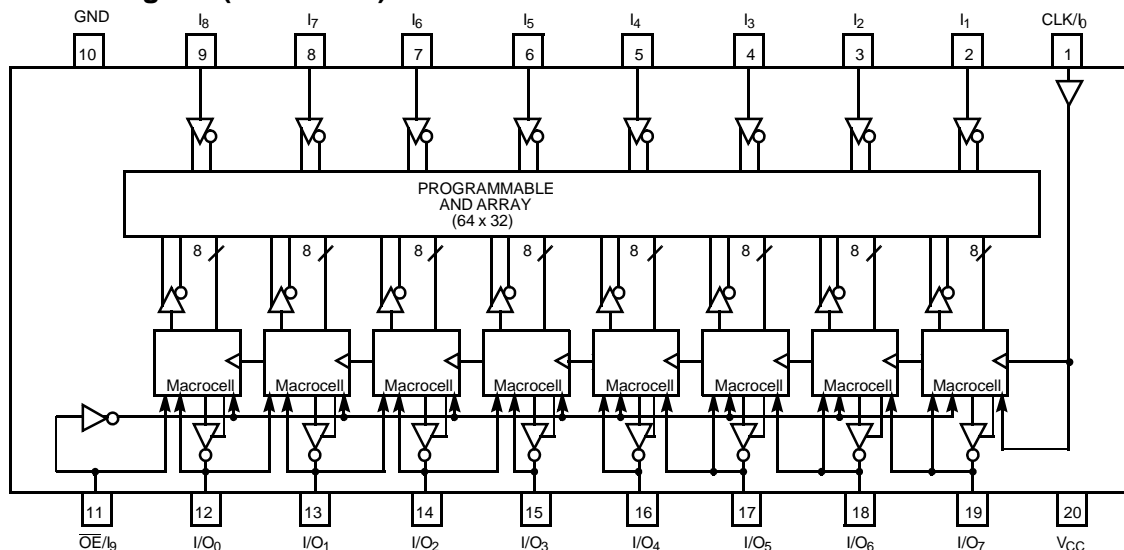 GND I8 I7 I6 I5 I4 I3 I2 I1 CLK/I0
10 9 8 7 6 5 4 3 2 1
PROGRAMMABLE
AND ARRAY
(64 x 32)
8 8 8 8 8 8 8 8
Macrocell Macrocell Macrocell Macrocell Macrocell Macrocell Macrocell Macrocell
11 12 13 14 15 16 17 18 19 20
O̅E̅/I9 I/O0 I/O1 I/O2 I/O3 I/O4 I/O5 I/O6 I/O7 VCC